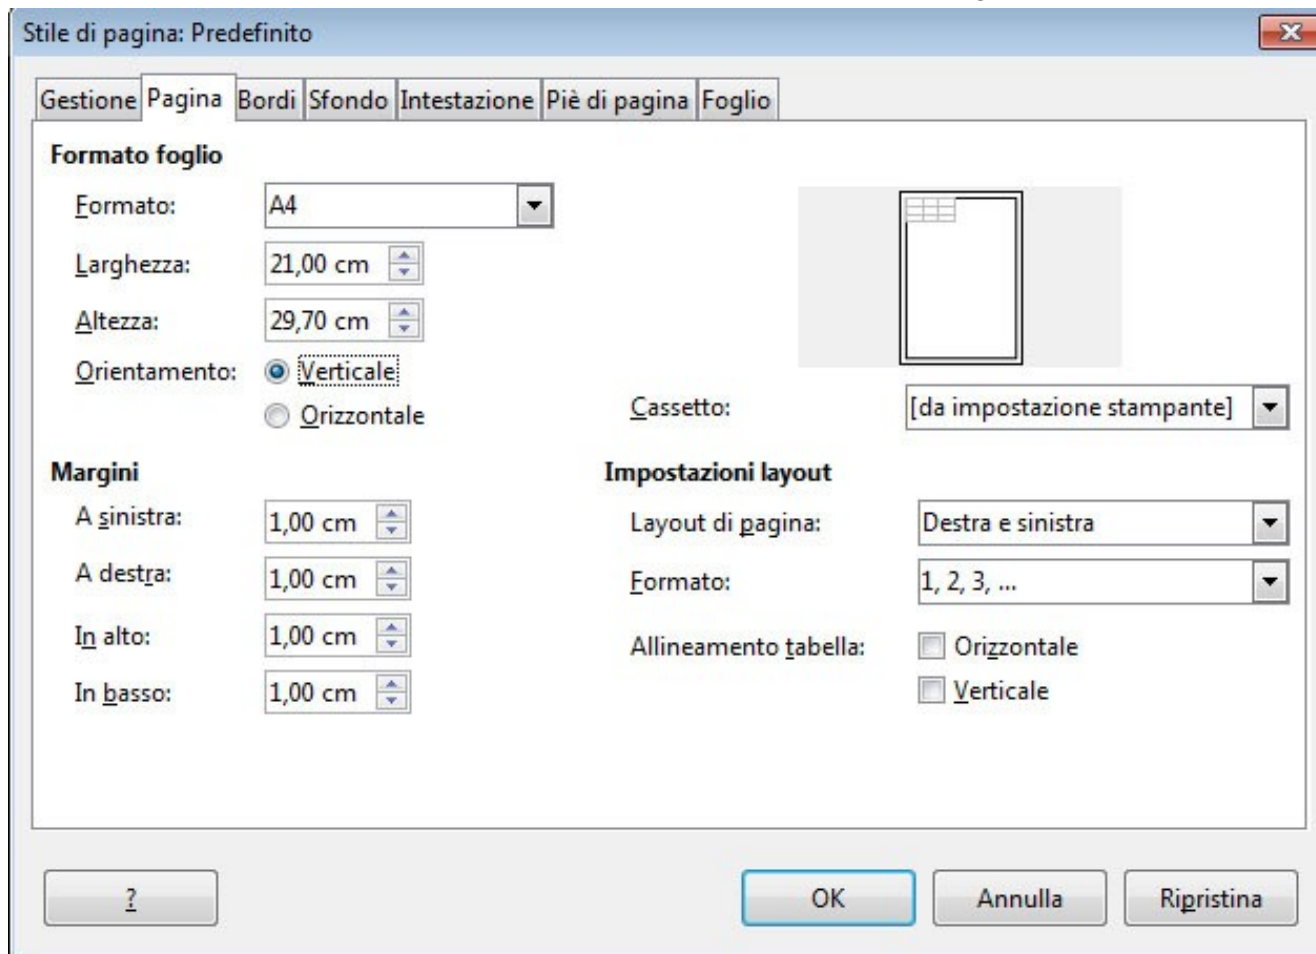 Stile di pagina: Predefinito
Gestione Pagina Bordi Sfondo Intestazione Piè di pagina Foglio
Formato foglio
Formato: A4
Larghezza: 21,00 cm
Altezza: 29,70 cm
Orientamento: Verticale
Orizzontale
Cassetto: [da impostazione stampante]
Margini
A sinistra: 1,00 cm
A destra: 1,00 cm
In alto: 1,00 cm
In basso: 1,00 cm
Impostazioni layout
Layout di pagina: Destra e sinistra
Formato: 1, 2, 3, ...
Allineamento tabella: Orizzontale
Verticale
? OK Annulla Ripristina